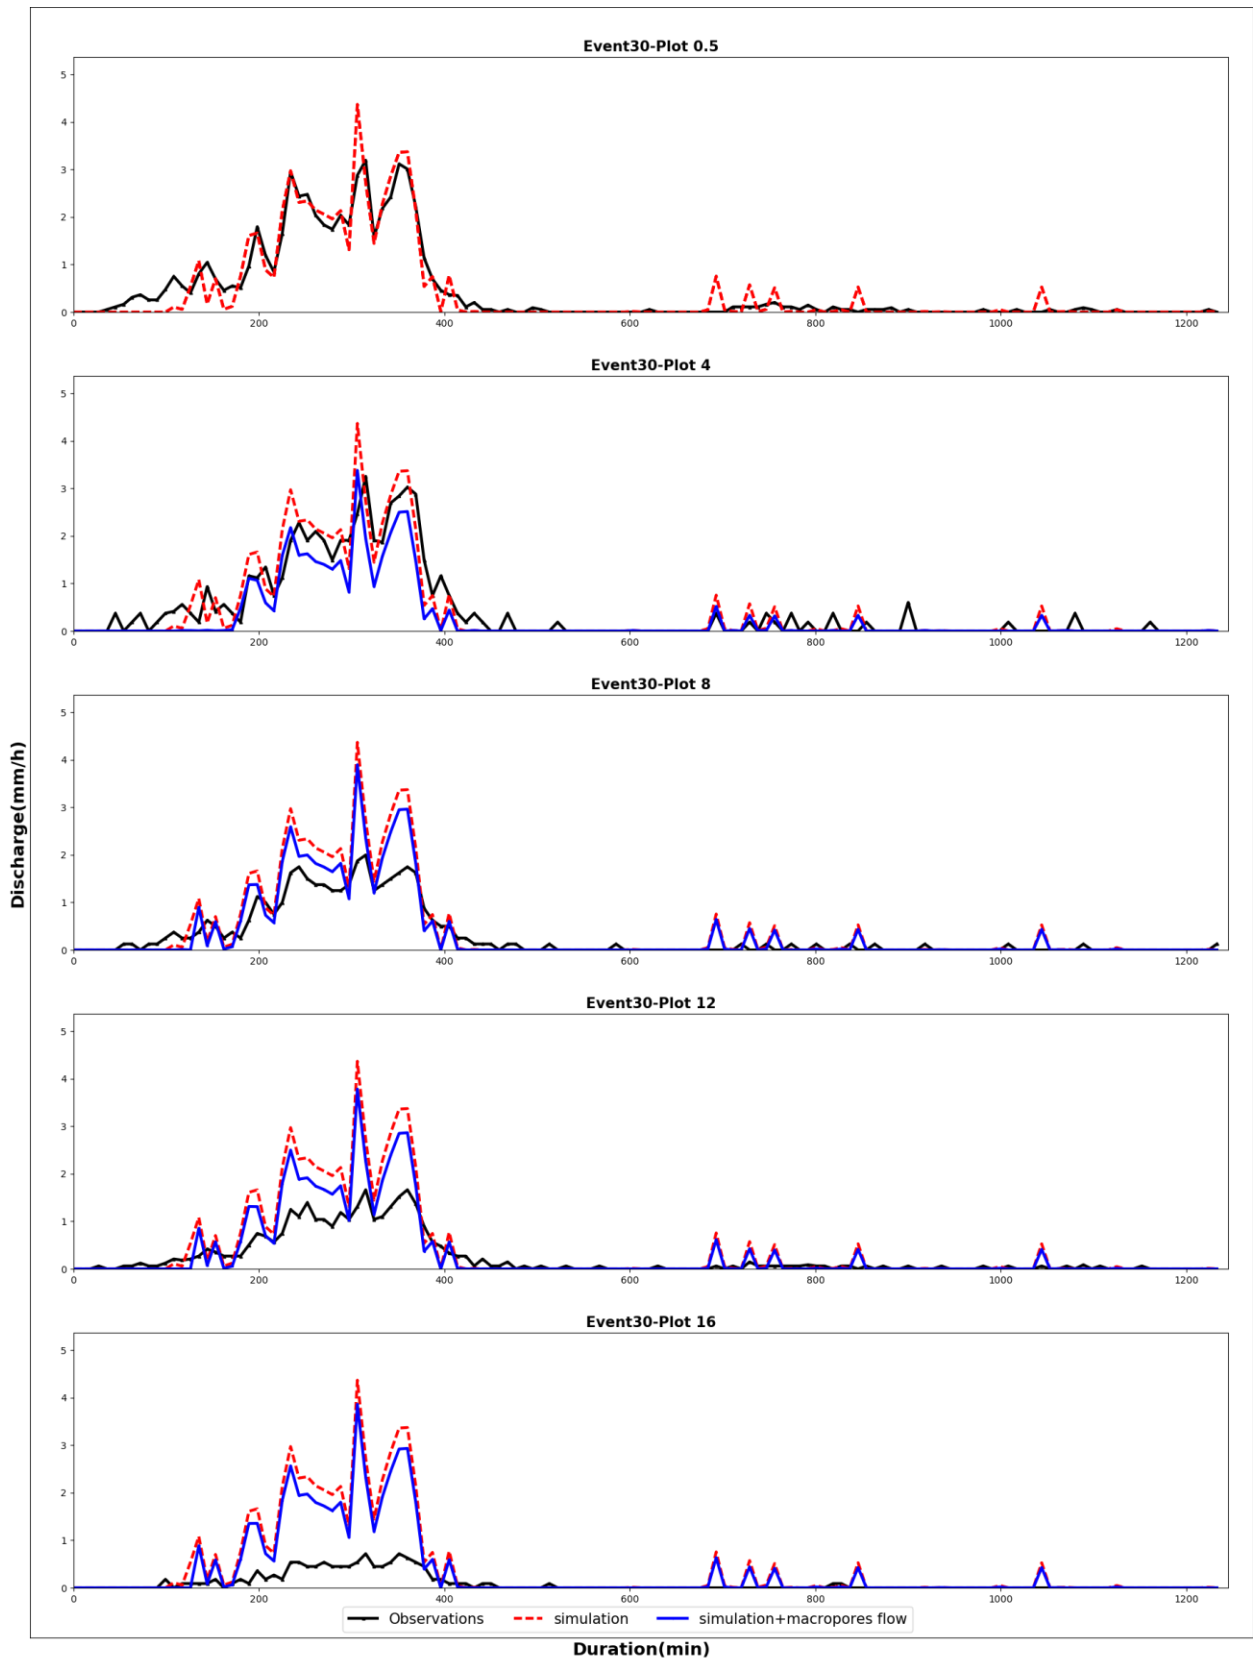 Event30-Plot 0.5
5
4
3
2
1
0
0 200 400 600 800 1000 1200
Event30-Plot 4
5
4
3
2
1
0
0 200 400 600 800 1000 1200
Event30-Plot 8
5
4
3
2
1
0
0 200 400 600 800 1000 1200
Discharge(mm/h)
Event30-Plot 12
5
4
3
2
1
0
0 200 400 600 800 1000 1200
Event30-Plot 16
5
4
3
2
1
0
0 200 400 600 800 1000 1200
Observations simulation simulation+macropores flow
Duration(min)